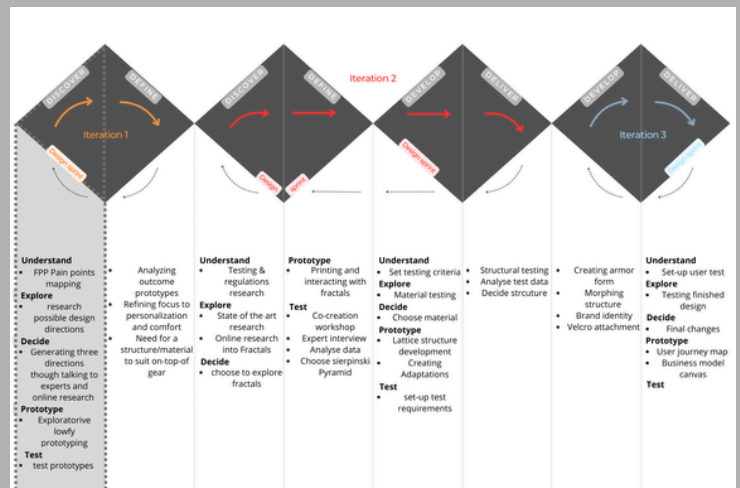 DISCOVER
DEFINE
DISCOVER
DEFINE
Iteration 2
DEVELOP
DELIVER
DEVELOP
DELIVER
Iteration 1
Iteration 3
Design sprint
Design sprint
Design sprint
Design sprint
Understand
FPP Pain points
mapping
Explore
research
possible design
directions
Decide
Generating three
directions
though talking to
experts and
online research
Prototype
Exploratorive
lowfy
prototyping
Test
test prototypes
Analyzing
outcome
prototypes
Refining focus to
personalization
and comfort
Need for a
structure/material
to suit on-top-of
gear
Understand
Testing &
regulations
research
Explore
State of the art
research
Online research
into Fractals
Decide
choose to explore
fractals
Prototype
Printing and
interacting with
fractals
Test
Co-creation
workshop
Expert interview
Analyse data
Choose sierpinski
Pyramid
Understand
Set testing criteria
Explore
Material testing
Decide
Choose material
Prototype
Lattice structure
development
Creating
Adaptations
Test
set-up test
requirements
Structural testing
Analyse test data
Decide strcuture
Creating armor
form
Morphing
structure
Brand identity
Velcro attachment
Understand
Set-up user test
Explore
Testing finished
design
Decide
Final changes
Prototype
User journey map
Business model
canvas
Test